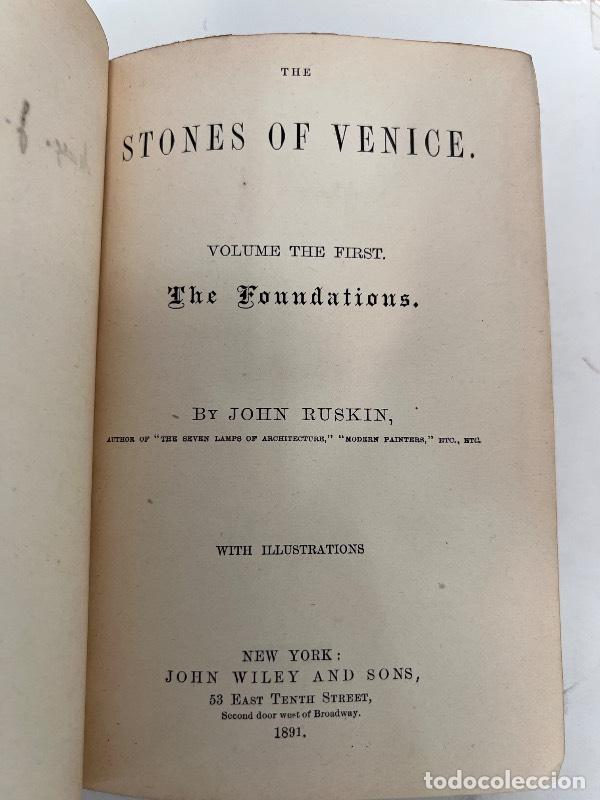 THE
STONES OF VENICE.
VOLUME THE FIRST.
The Foundations.
BY JOHN RUSKIN,
AUTHOR OF "THE SEVEN LAMPS OF ARCHITECTURE," "MODERN PAINTERS," ETC., ETC.
WITH ILLUSTRATIONS
NEW YORK:
JOHN WILEY AND SONS,
53 EAST TENTH STREET,
Second door west of Broadway.
1891.
todocoleccion